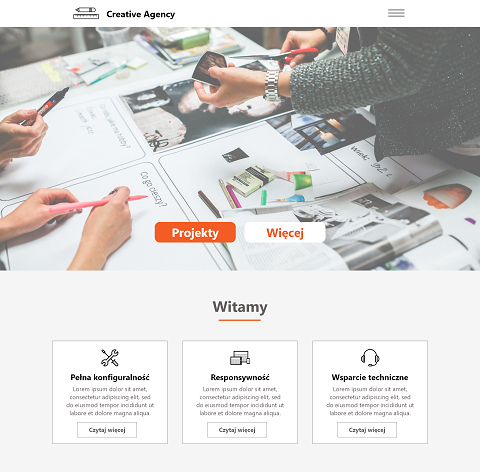 Creative Agency
Co go cieszy?
Projekty
Więcej
Witamy
Pełna konfiguralność
Lorem ipsum dolor sit amet,
consectetur adipiscing elit, sed
do eiusmod tempor incididunt ut
labore et dolore magna aliqua.
Czytaj więcej
Responsywność
Lorem ipsum dolor sit amet,
consectetur adipiscing elit, sed
do eiusmod tempor incididunt ut
labore et dolore magna aliqua.
Czytaj więcej
Wsparcie techniczne
Lorem ipsum dolor sit amet,
consectetur adipiscing elit, sed
do eiusmod tempor incididunt ut
labore et dolore magna aliqua.
Czytaj więcej